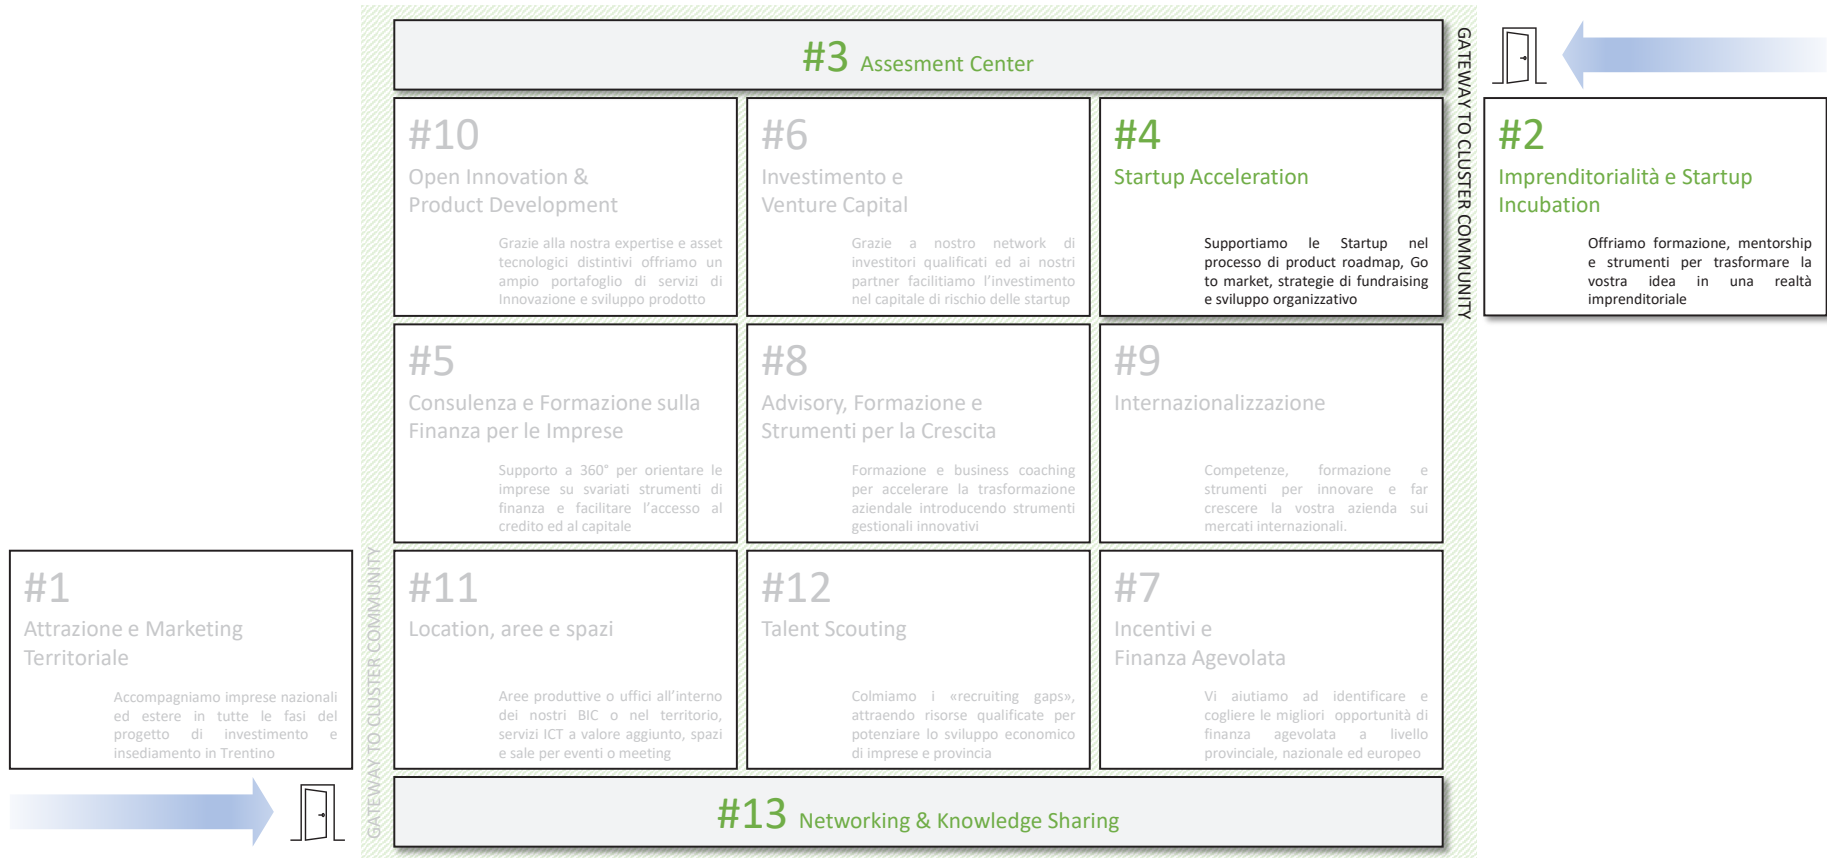 #3 Assesment Center
#10
Open Innovation &
Product Development
Grazie alla nostra expertise e asset
tecnologici distintivi offriamo un
ampio portafoglio di servizi di
Innovazione e sviluppo prodotto
#6
Investimento e
Venture Capital
Grazie a nostro network di
investitori qualificati ed ai nostri
partner facilitiamo l'investimento
nel capitale di rischio delle startup
#4
Startup Acceleration
Supportiamo le Startup nel
processo di product roadmap, Go
to market, strategie di fundraising
e sviluppo organizzativo
GATEWAY TO CLUSTER COMMUNITY
#2
Imprenditorialità e Startup
Incubation
Offriamo formazione, mentorship
e strumenti per trasformare la
vostra idea in una realtà
imprenditoriale
#5
Consulenza e Formazione sulla
Finanza per le Imprese
Supporto a 360° per orientare le
imprese su svariati strumenti di
finanza e facilitare l'accesso al
credito ed al capitale
#8
Advisory, Formazione e
Strumenti per la Crescita
Formazione e business coaching
per accelerare la trasformazione
aziendale introducendo strumenti
gestionali innovativi
#9
Internazionalizzazione
Competenze, formazione e
strumenti per innovare e far
crescere la vostra azienda sui
mercati internazionali.
#1
Attrazione e Marketing
Territoriale
Accompagniamo imprese nazionali
ed estere in tutte le fasi del
progetto di investimento e
insediamento in Trentino
GATEWAY TO CLUSTER COMMUNITY
#11
Location, aree e spazi
Aree produttive o uffici all'interno
dei nostri BIC o nel territorio,
servizi ICT a valore aggiunto, spazi
e sale per eventi o meeting
#12
Talent Scouting
Colmiamo i «recruiting gaps»,
attraendo risorse qualificate per
potenziare lo sviluppo economico
di imprese e provincia
#7
Incentivi e
Finanza Agevolata
Vi aiutiamo ad identificare e
cogliere le migliori opportunità di
finanza agevolata a livello
provinciale, nazionale ed europeo
#13 Networking & Knowledge Sharing